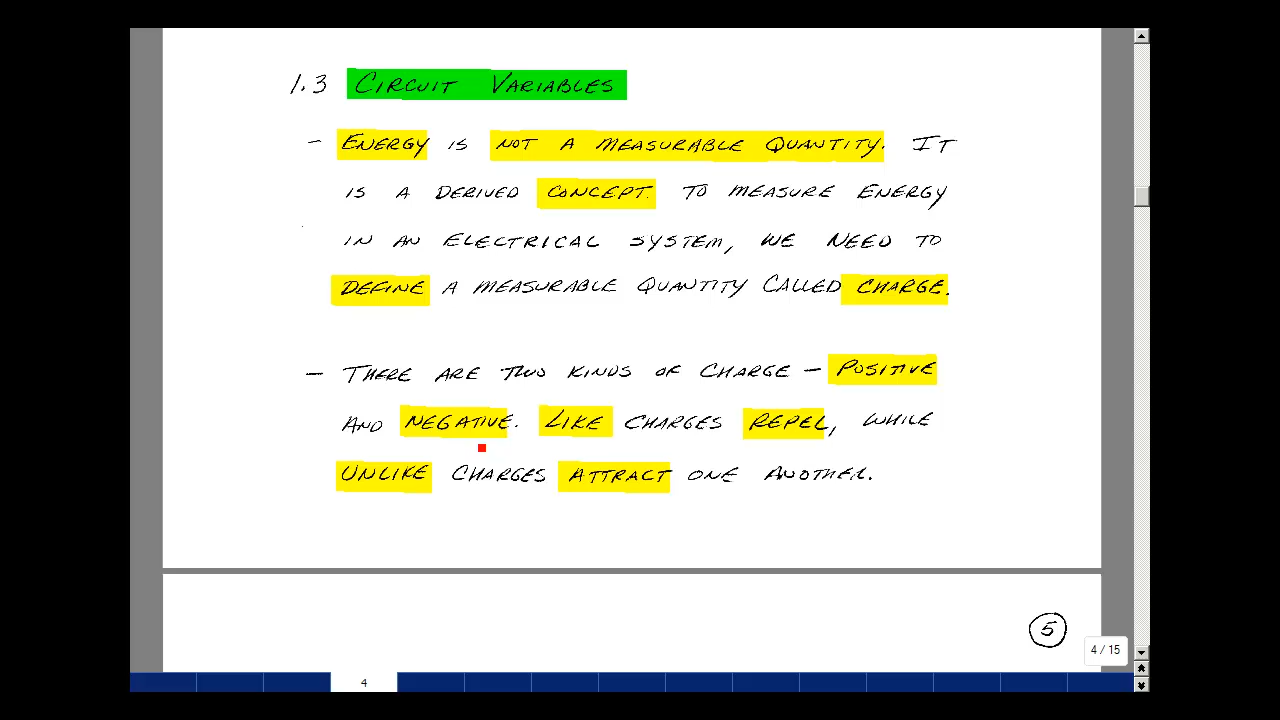 1.3 CIRCUIT VARIABLES
- ENERGY IS NOT A MEASURABLE QUANTITY. IT
IS A DERIVED CONCEPT. TO MEASURE ENERGY
IN AN ELECTRICAL SYSTEM, WE NEED TO
DEFINE A MEASURABLE QUANTITY CALLED CHARGE.
- THERE ARE TWO KINDS OF CHARGE - POSITIVE
AND NEGATIVE. LIKE CHARGES REPEL, WHILE
UNLIKE CHARGES ATTRACT ONE ANOTHER.
5
4 / 15
4